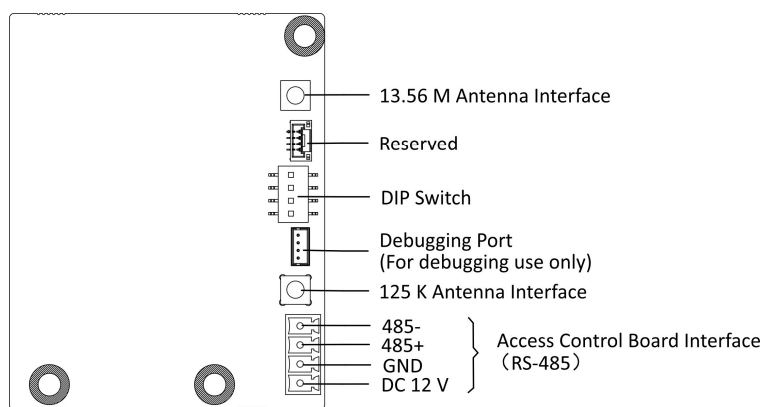 13.56 M Antenna Interface
Reserved
DIP Switch
Debugging Port
(For debugging use only)
125 K Antenna Interface
485-
485+
GND
DC 12 V
Access Control Board Interface
（RS-485）